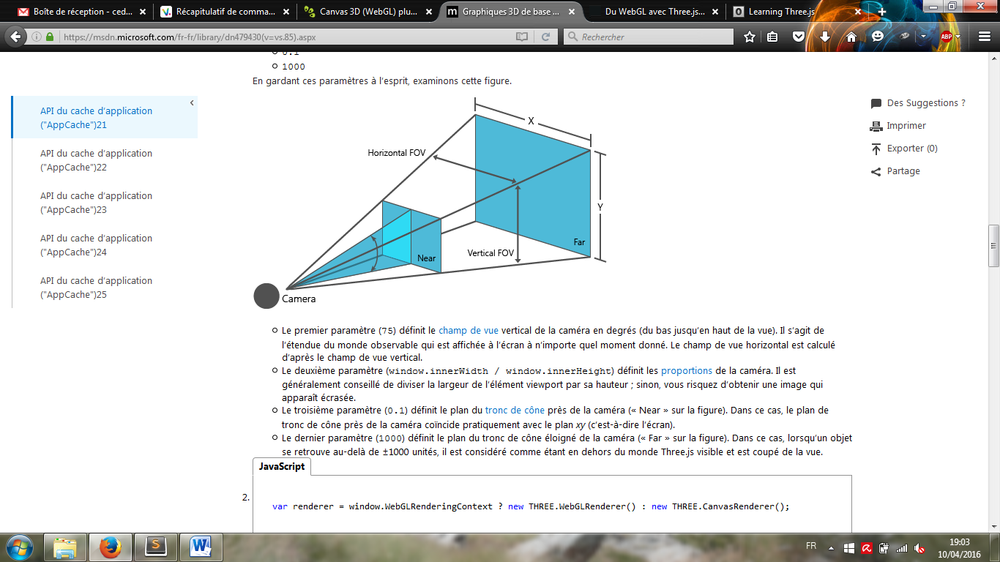 Boîte de réception - ced...
Récapitulatif de comma...
Canvas 3D (WebGL) plu...
Graphiques 3D de base ...
Du WebGL avec Three.js...
Learning Three.js
https://msdn.microsoft.com/fr-fr/library/dn479430(v=vs.85).aspx
Rechercher
ABP
0.1
1000
En gardant ces paramètres à l'esprit, examinons cette figure.
API du cache d'application
("AppCache")21
API du cache d'application
("AppCache")22
API du cache d'application
("AppCache")23
API du cache d'application
("AppCache")24
API du cache d'application
("AppCache")25
Des Suggestions ?
Imprimer
Exporter (0)
Partage
X
Horizontal FOV
Y
Far
Vertical FOV
Near
Camera
Le premier paramètre (75) définit le champ de vue vertical de la caméra en degrés (du bas jusqu'en haut de la vue). Il s'agit de
l'étendue du monde observable qui est affichée à l'écran à n'importe quel moment donné. Le champ de vue horizontal est calculé
d'après le champ de vue vertical.
Le deuxième paramètre (window.innerWidth / window.innerHeight) définit les proportions de la caméra. Il est
généralement conseillé de diviser la largeur de l'élément viewport par sa hauteur ; sinon, vous risquez d'obtenir une image qui
apparaît écrasée.
Le troisième paramètre (0.1) définit le plan du tronc de cône près de la caméra (« Near » sur la figure). Dans ce cas, le plan de
tronc de cône près de la caméra coïncide pratiquement avec le plan xy (c'est-à-dire l'écran).
Le dernier paramètre (1000) définit le plan du tronc de cône éloigné de la caméra (« Far » sur la figure). Dans ce cas, lorsqu'un objet
se retrouve au-delà de ±1000 unités, il est considéré comme étant en dehors du monde Three.js visible et est coupé de la vue.
JavaScript
2.
var renderer = window.WebGLRenderingContext ? new THREE.WebGLRenderer() : new THREE.CanvasRenderer();
FR
19:03
10/04/2016